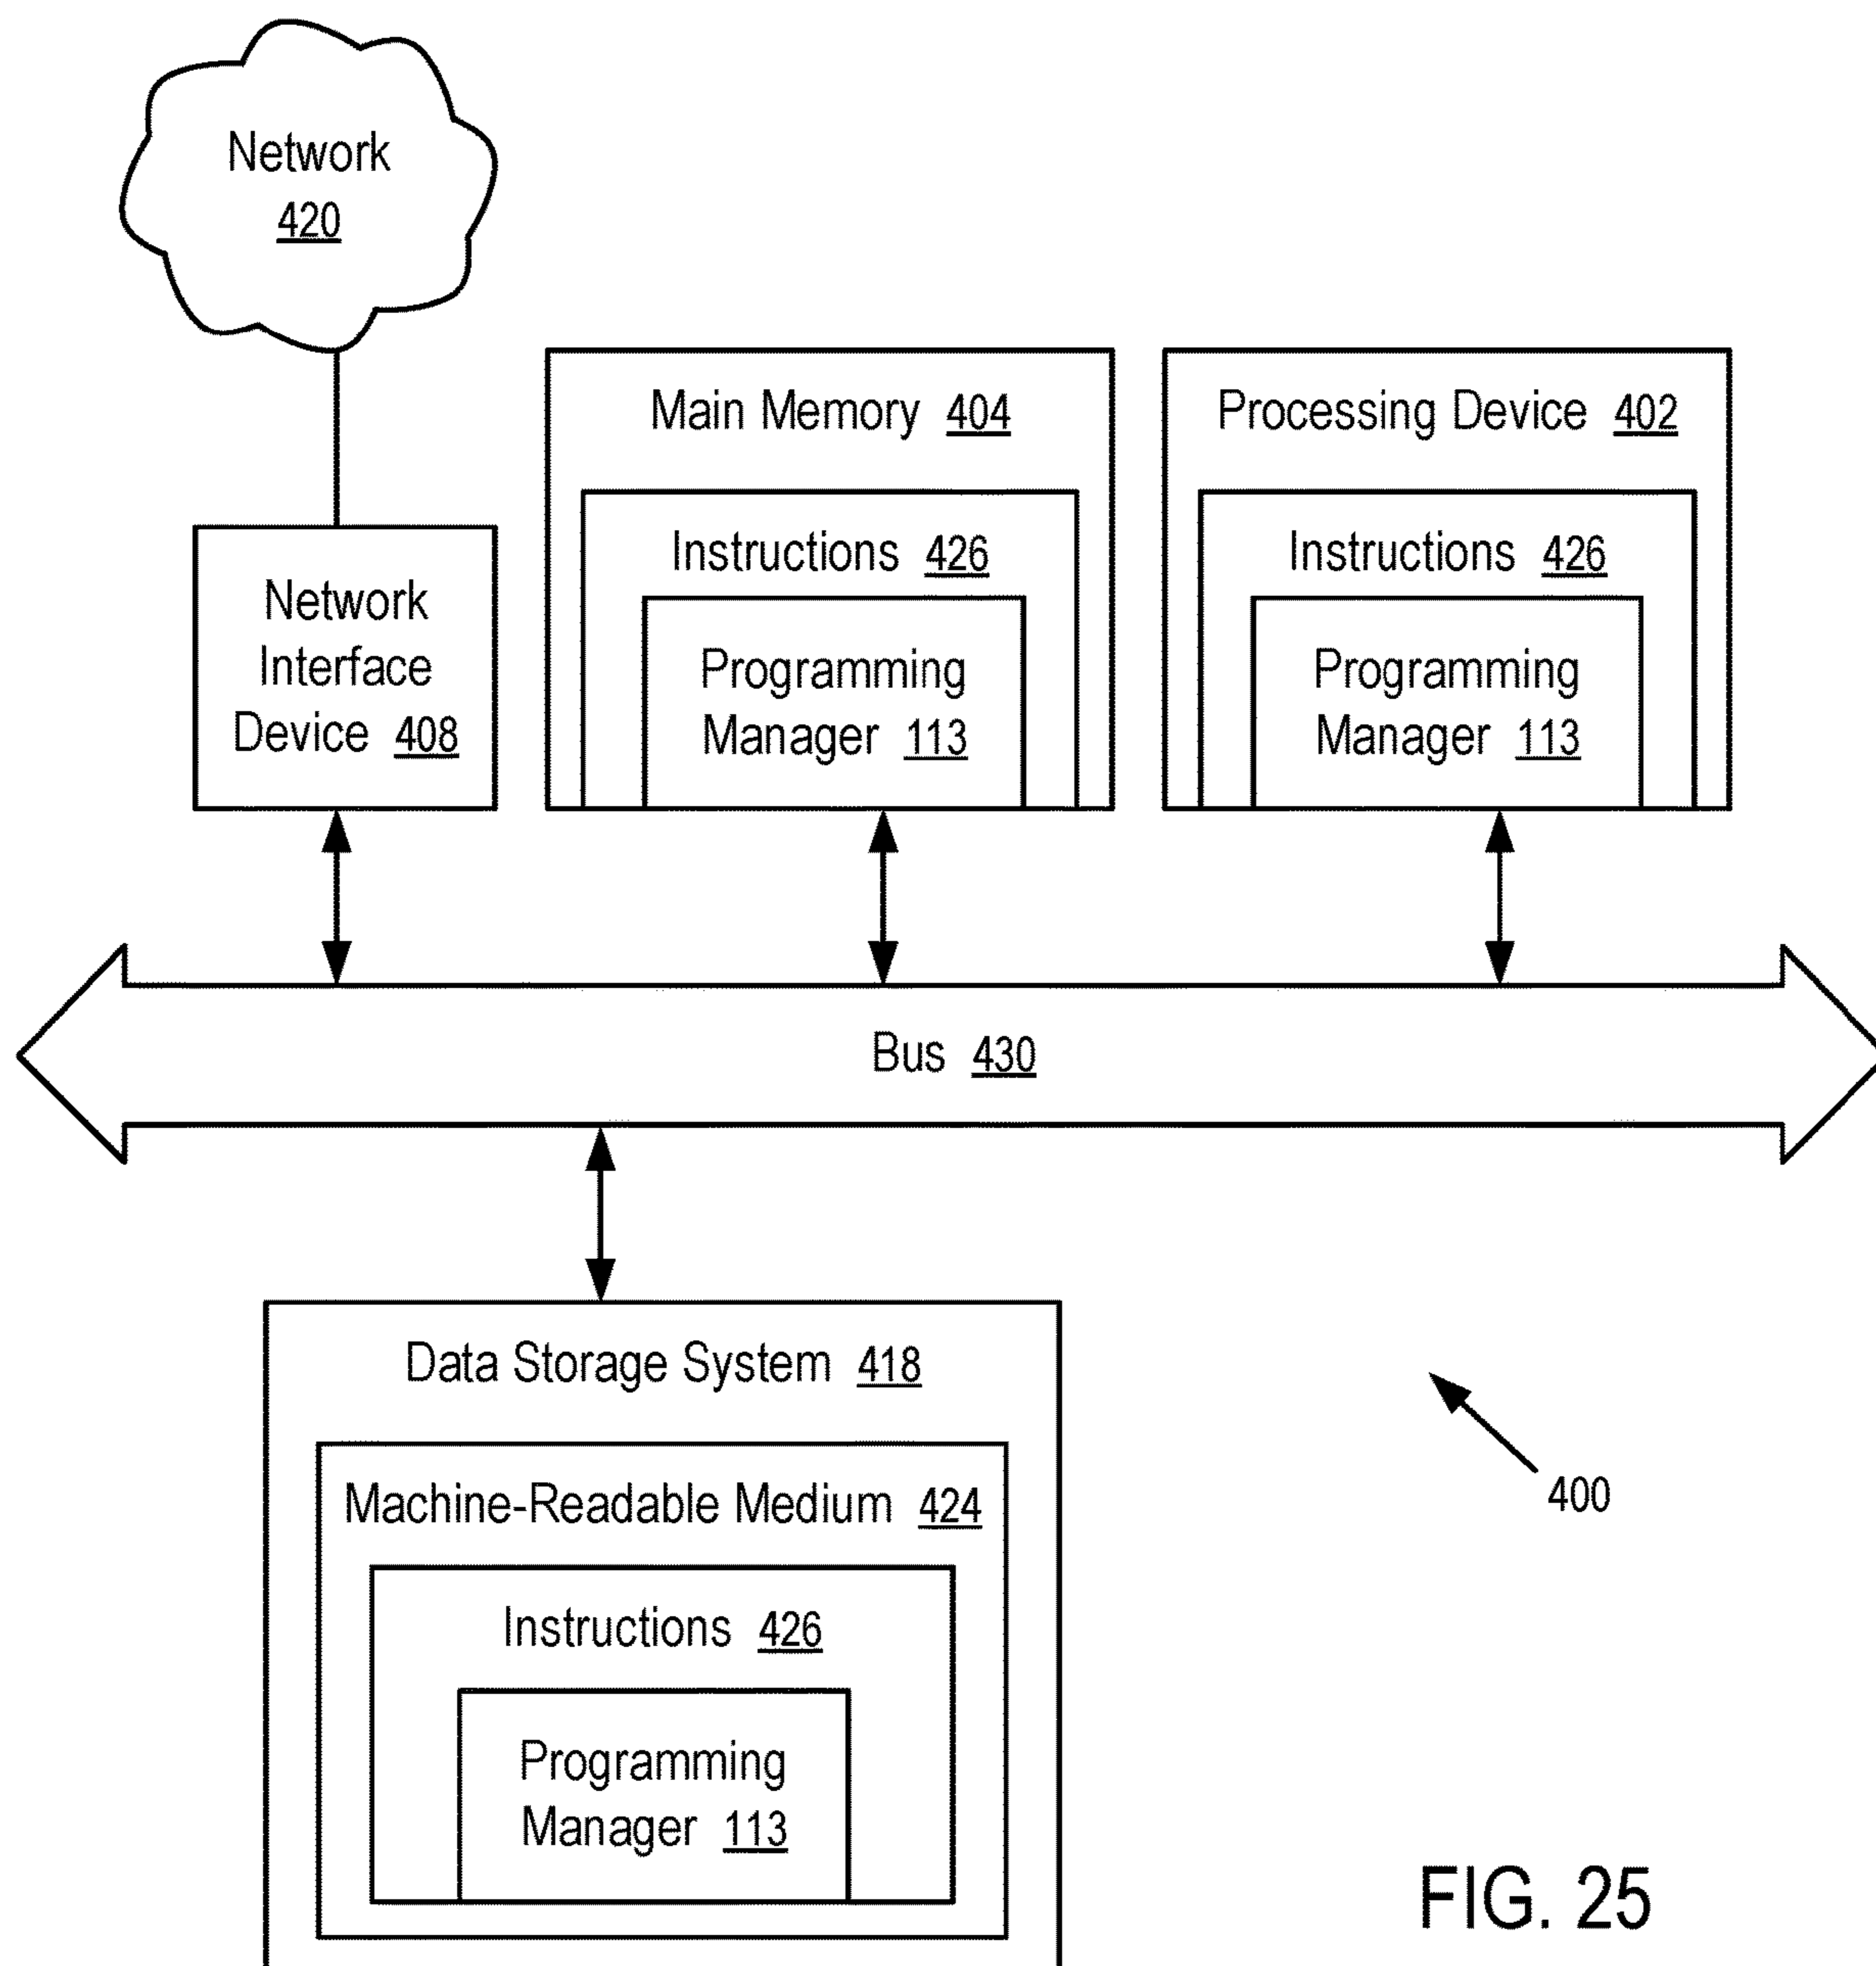 Network
420
Main Memory 404
Processing Device 402
Instructions 426
Instructions 426
Network
Interface
Device 408
Programming
Manager 113
Programming
Manager 113
Bus 430
Data Storage System 418
Machine-Readable Medium 424
400
Instructions 426
Programming
Manager 113
FIG. 25